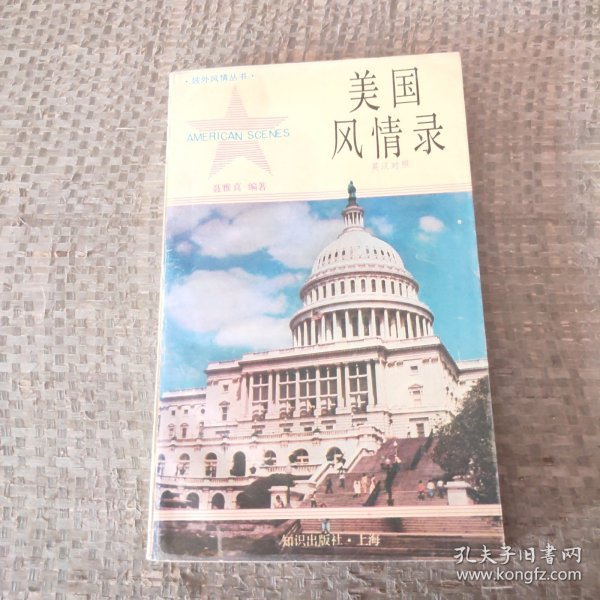 ·域外风情丛书·
美国
风情录
AMERICAN SCENES
英汉对照
聂雅真 编著
知识出版社·上海
孔夫子旧书网
www.kongfz.com